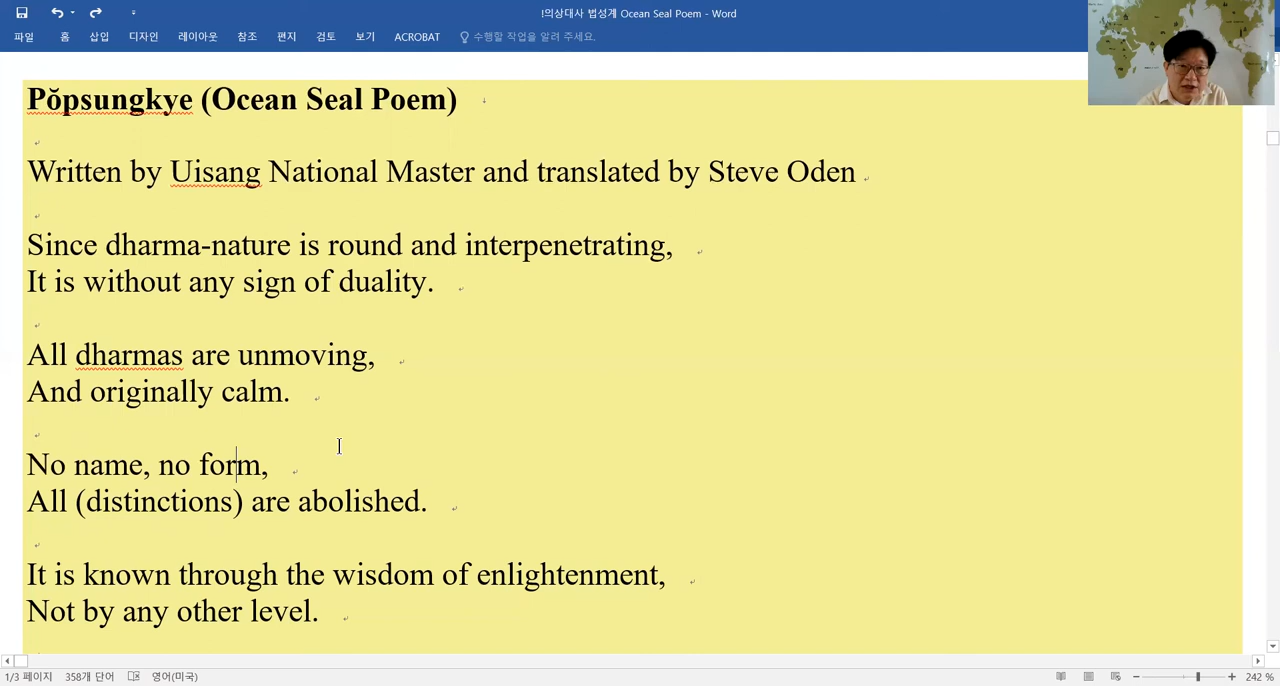 !의상대사 법성계 Ocean Seal Poem - Word
파일 홈 삽입 디자인 레이아웃 참조 편지 검토 보기 ACROBAT 수행할 작업을 알려 주세요.
Pŏpsungkye (Ocean Seal Poem)
Written by Uisang National Master and translated by Steve Oden
Since dharma-nature is round and interpenetrating,
It is without any sign of duality.
All dharmas are unmoving,
And originally calm.
No name, no form,
All (distinctions) are abolished.
It is known through the wisdom of enlightenment,
Not by any other level.
1/3 페이지 358개 단어 영어(미국) 242 %